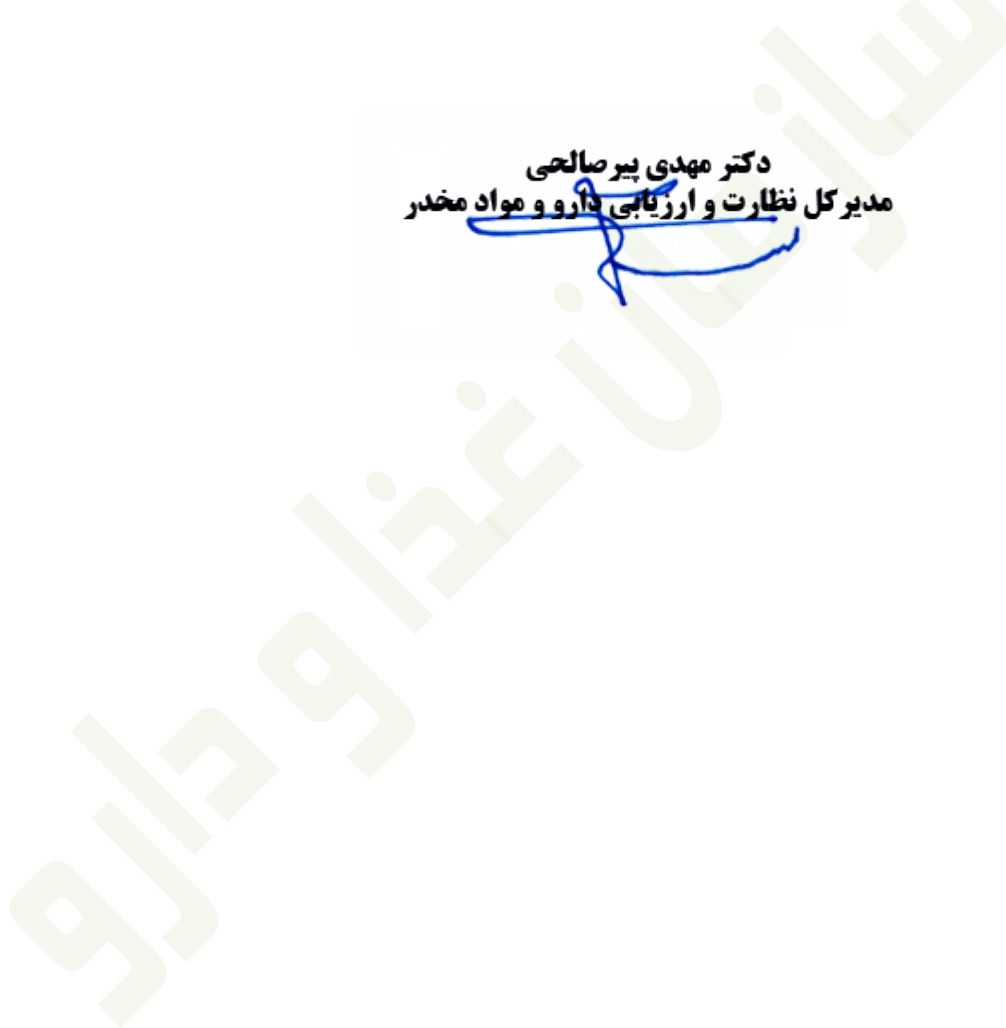 دکتر مهدی پیرصالحی
مدیرکل نظارت و ارزیابی دارو و مواد مخدر
سازمان غذا و دارو